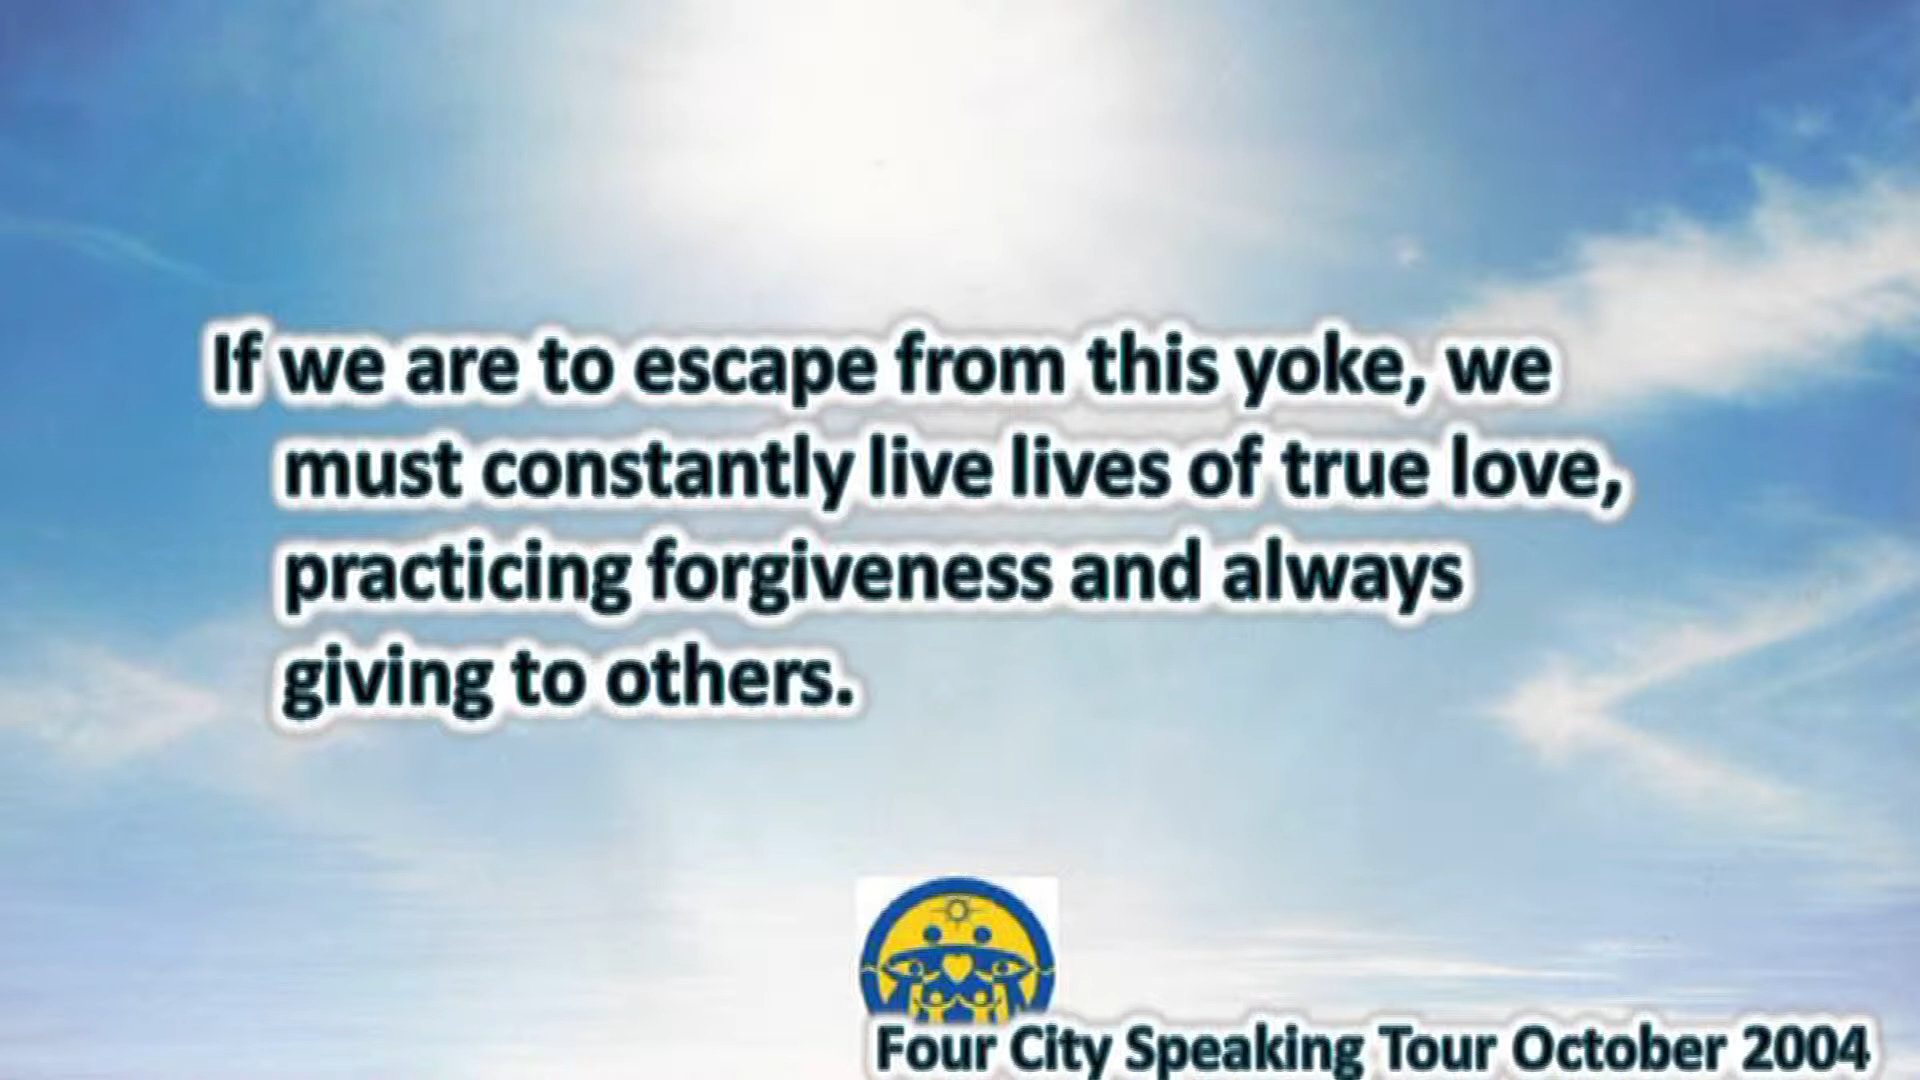 If we are to escape from this yoke, we
must constantly live lives of true love,
practicing forgiveness and always
giving to others.
Four City Speaking Tour October 2004